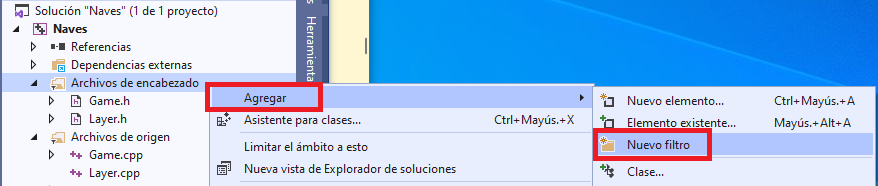 Solución "Naves" (1 de 1 proyecto)
Naves
Referencias
Dependencias externas
Archivos de encabezado
Game.h
Layer.h
Archivos de origen
Game.cpp
Layer.cpp
Herramienta
Agregar
Asistente para clases... Ctrl+Mayús.+X
Limitar el ámbito a esto
Nueva vista de Explorador de soluciones
Nuevo elemento... Ctrl+Mayús.+A
Elemento existente... Mayús.+Alt+A
Nuevo filtro
Clase...